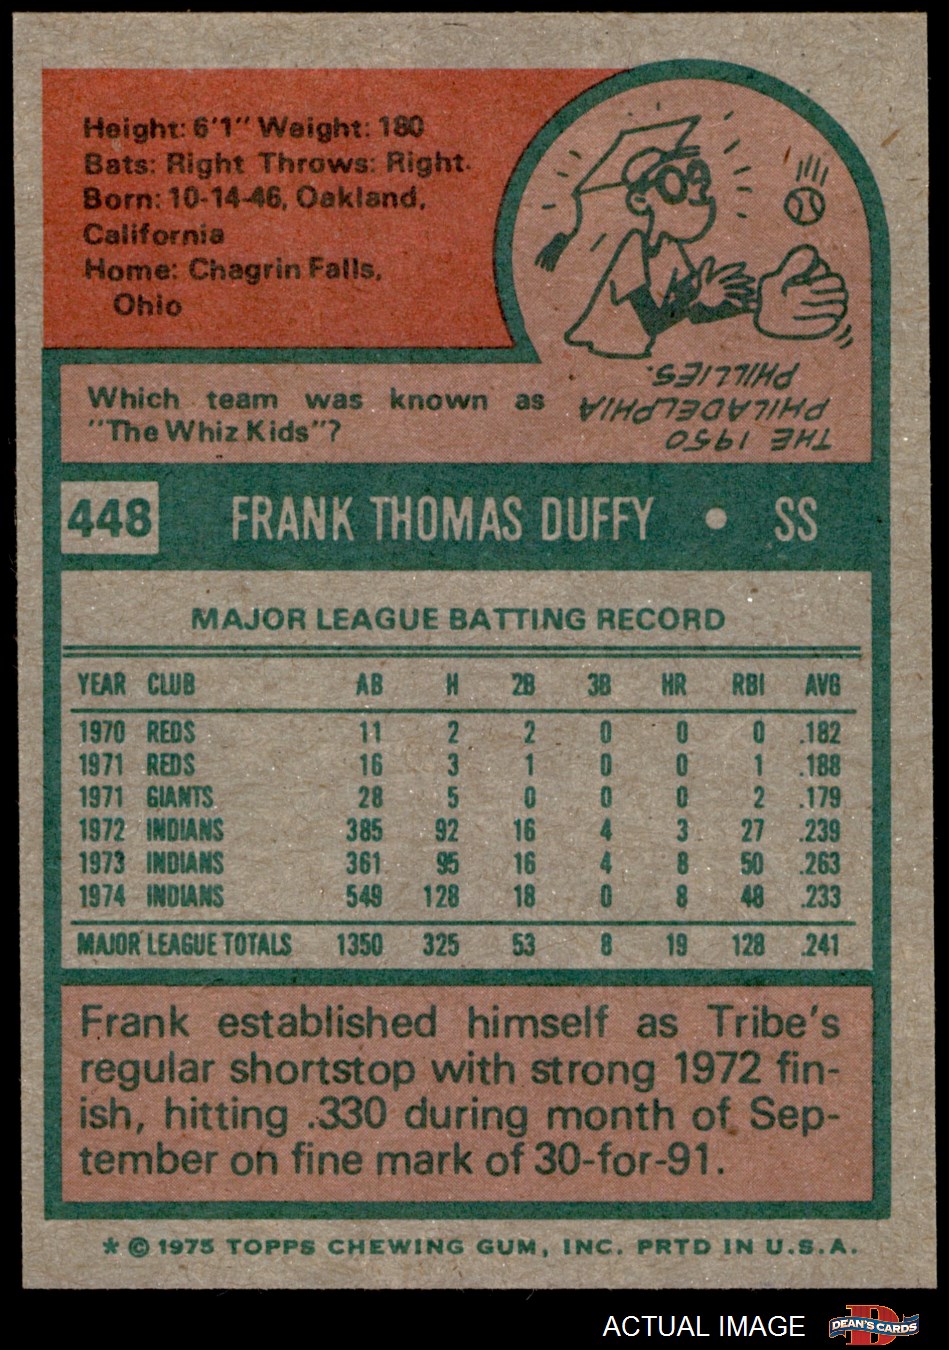 Height: 6'1" Weight: 180
Bats: Right Throws: Right.
Born: 10-14-46, Oakland,
California
Home: Chagrin Falls,
Ohio
Which team was known as
"The Whiz Kids"?
THE 1950
PHILADELPHIA
PHILLIES.
448 FRANK THOMAS DUFFY • SS
MAJOR LEAGUE BATTING RECORD
YEAR CLUB AB H 2B 3B HR RBI AVG
1970 REDS 11 2 2 0 0 0 .182
1971 REDS 16 3 1 0 0 1 .188
1971 GIANTS 28 5 0 0 0 2 .179
1972 INDIANS 385 92 16 4 3 27 .239
1973 INDIANS 361 95 16 4 8 50 .263
1974 INDIANS 549 128 18 0 8 48 .233
MAJOR LEAGUE TOTALS 1350 325 53 8 19 128 .241
Frank established himself as Tribe's
regular shortstop with strong 1972 fin-
ish, hitting .330 during month of Sep-
tember on fine mark of 30-for-91.
* © 1975 TOPPS CHEWING GUM, INC. PRTD IN U.S.A.
ACTUAL IMAGE
DEAN'S CARDS